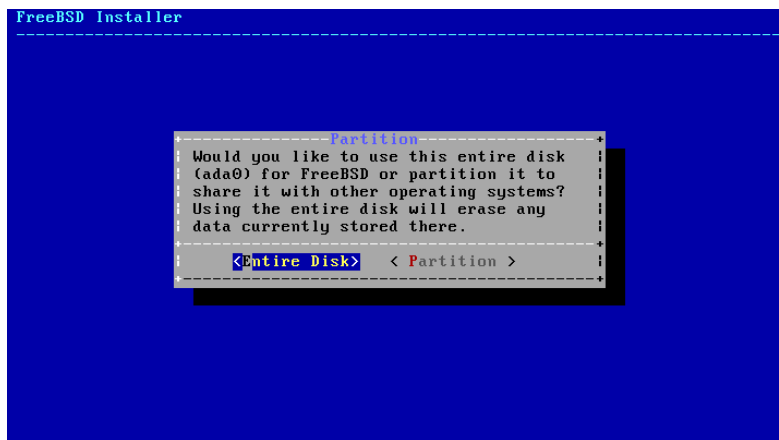 FreeBSD Installer
Partition
Would you like to use this entire disk
(ada0) for FreeBSD or partition it to
share it with other operating systems?
Using the entire disk will erase any
data currently stored there.
<Entire Disk> < Partition >